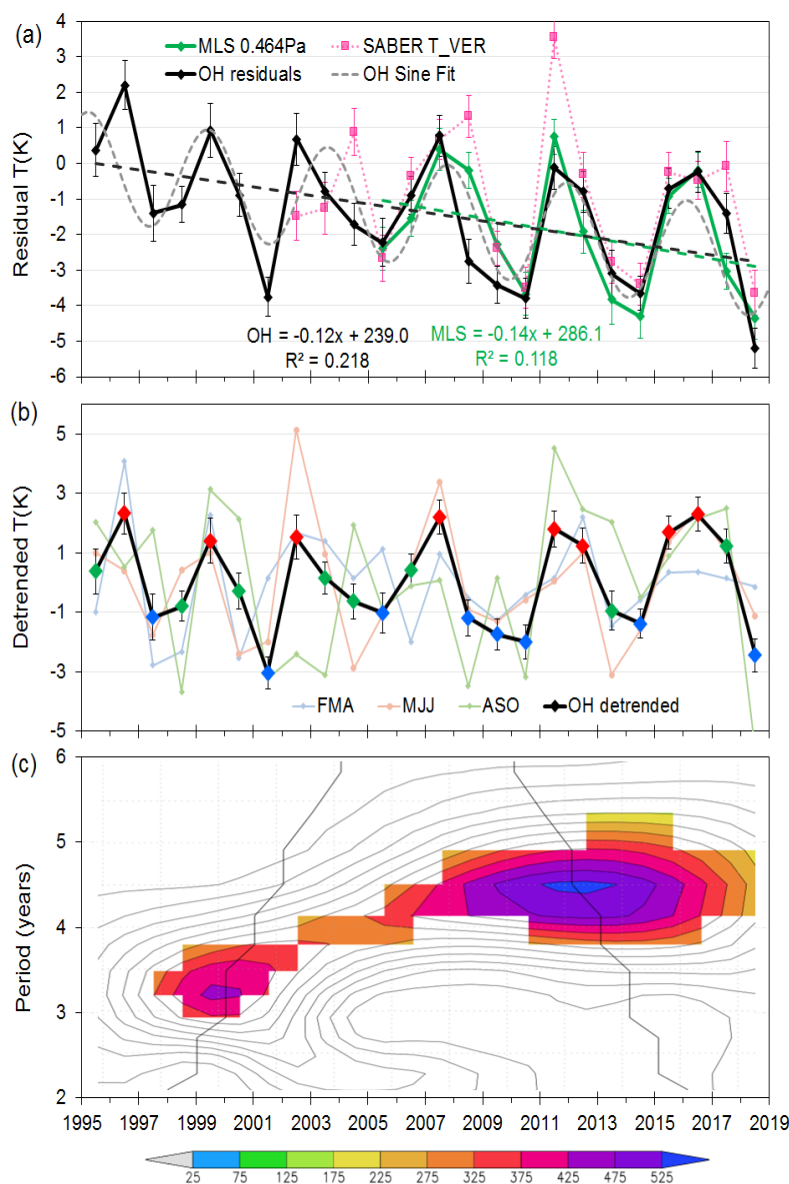 (a)
MLS 0.464Pa SABER T_VER
OH residuals OH Sine Fit
Residual T(K)
4
3
2
1
0
-1
-2
-3
-4
-5
-6
OH = -0.12x + 239.0 MLS = -0.14x + 286.1
R² = 0.218 R² = 0.118
(b)
Detrended T(K)
5
3
1
-1
-3
-5
FMA MJJ ASO OH detrended
(c)
Period (years)
6
5
4
3
2
1995 1997 1999 2001 2003 2005 2007 2009 2011 2013 2015 2017 2019
25 75 125 175 225 275 325 375 425 475 525